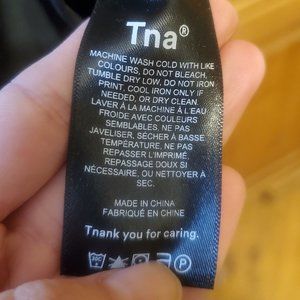 Tna®
MACHINE WASH COLD WITH LIKE
COLOURS, DO NOT BLEACH,
TUMBLE DRY LOW, DO NOT IRON
PRINT, COOL IRON ONLY IF
NEEDED, OR DRY CLEAN
LAVER À LA MACHINE À L'EAU
FROIDE AVEC COULEURS
SEMBLABLES, NE PAS
JAVELISER, SÉCHER À BASSE
TEMPÉRATURE, NE PAS
REPASSER L'IMPRIMÉ,
REPASSAGE DOUX SI
NÉCESSAIRE, OU NETTOYER À
SEC.
MADE IN CHINA
FABRIQUÉ EN CHINE
Tnank you for caring.